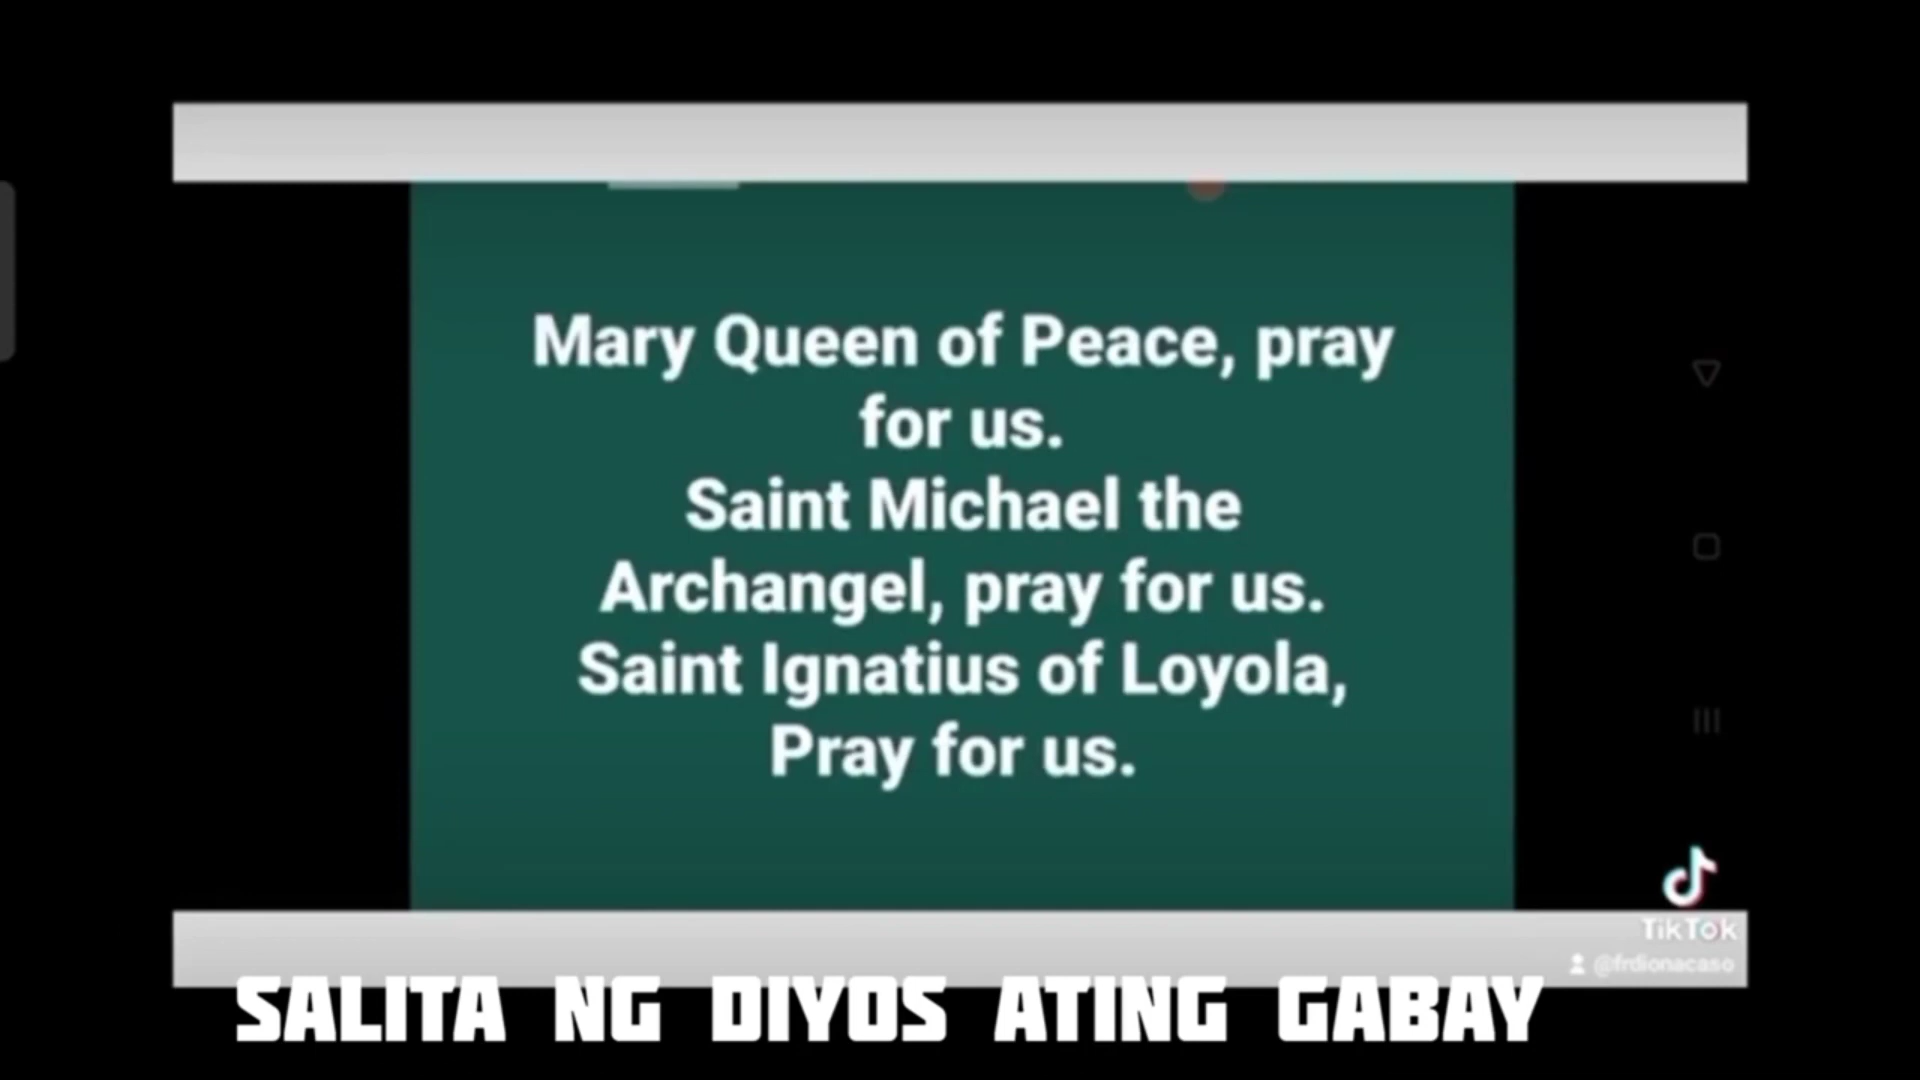 Mary Queen of Peace, pray
for us.
Saint Michael the
Archangel, pray for us.
Saint Ignatius of Loyola,
Pray for us.
TikTok
@frdionacaso
SALITA NG DIYOS ATING GABAY